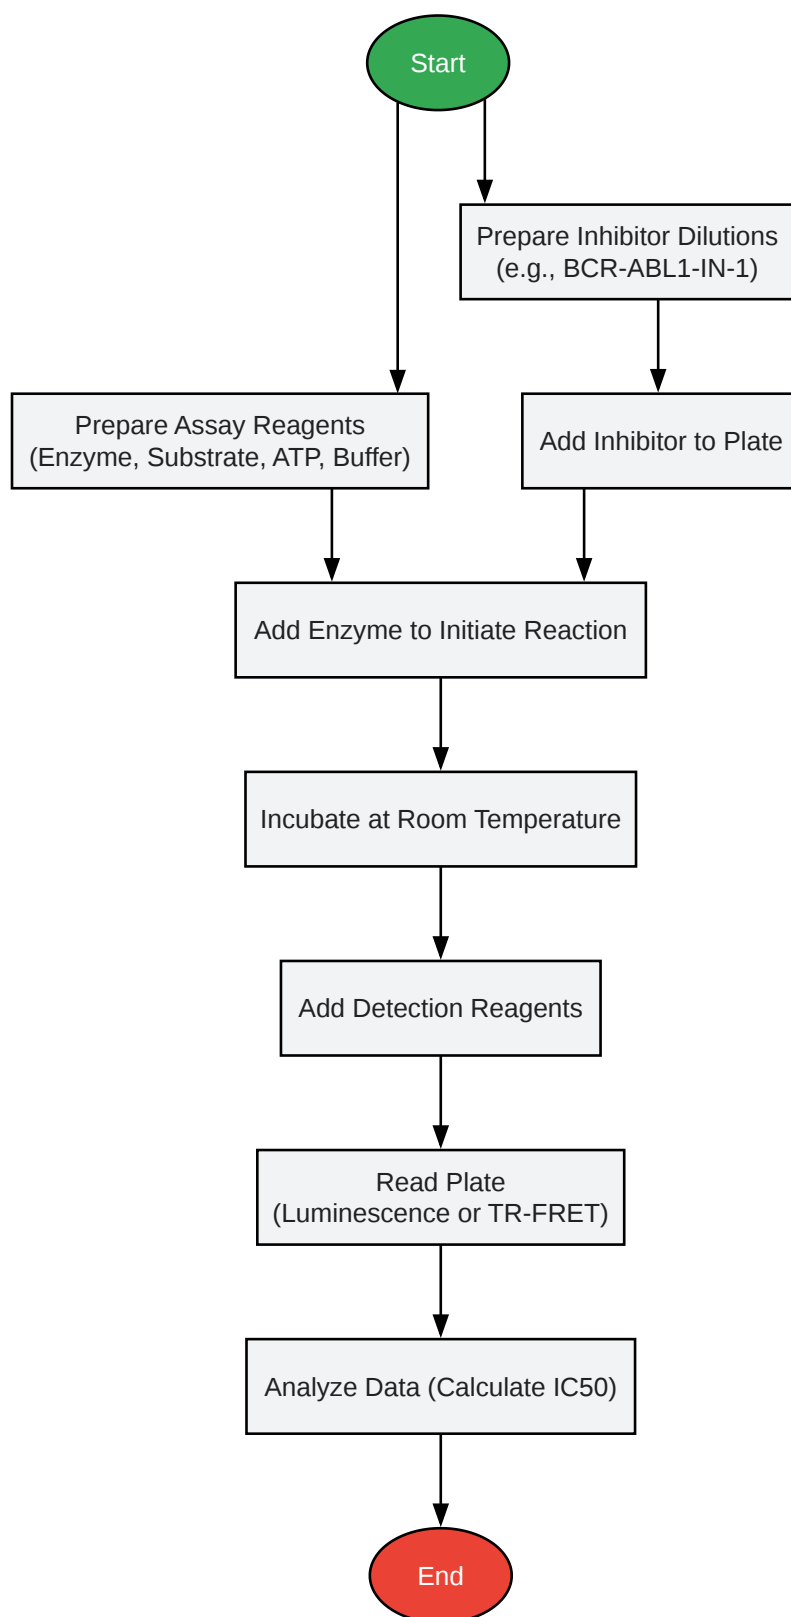 Start
Prepare Inhibitor Dilutions
(e.g., BCR-ABL1-IN-1)
Prepare Assay Reagents
(Enzyme, Substrate, ATP, Buffer)
Add Inhibitor to Plate
Add Enzyme to Initiate Reaction
Incubate at Room Temperature
Add Detection Reagents
Read Plate
(Luminescence or TR-FRET)
Analyze Data (Calculate IC50)
End